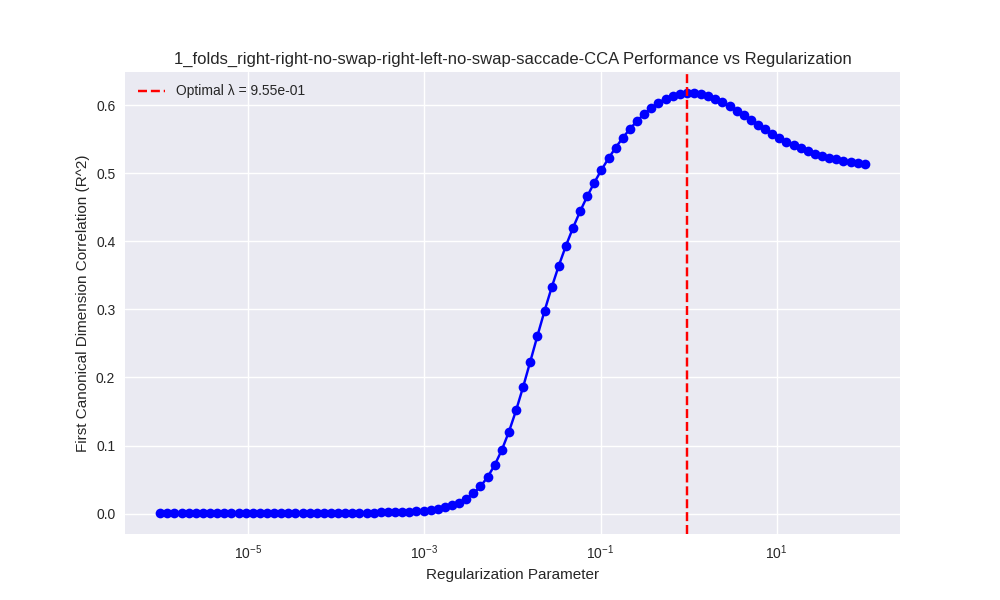 1_folds_right-right-no-swap-right-left-no-swap-saccade-CCA Performance vs Regularization
Optimal λ = 9.55e-01
First Canonical Dimension Correlation (R^2)
0.6
0.5
0.4
0.3
0.2
0.1
0.0
10⁻⁵
10⁻³
10⁻¹
10¹
Regularization Parameter